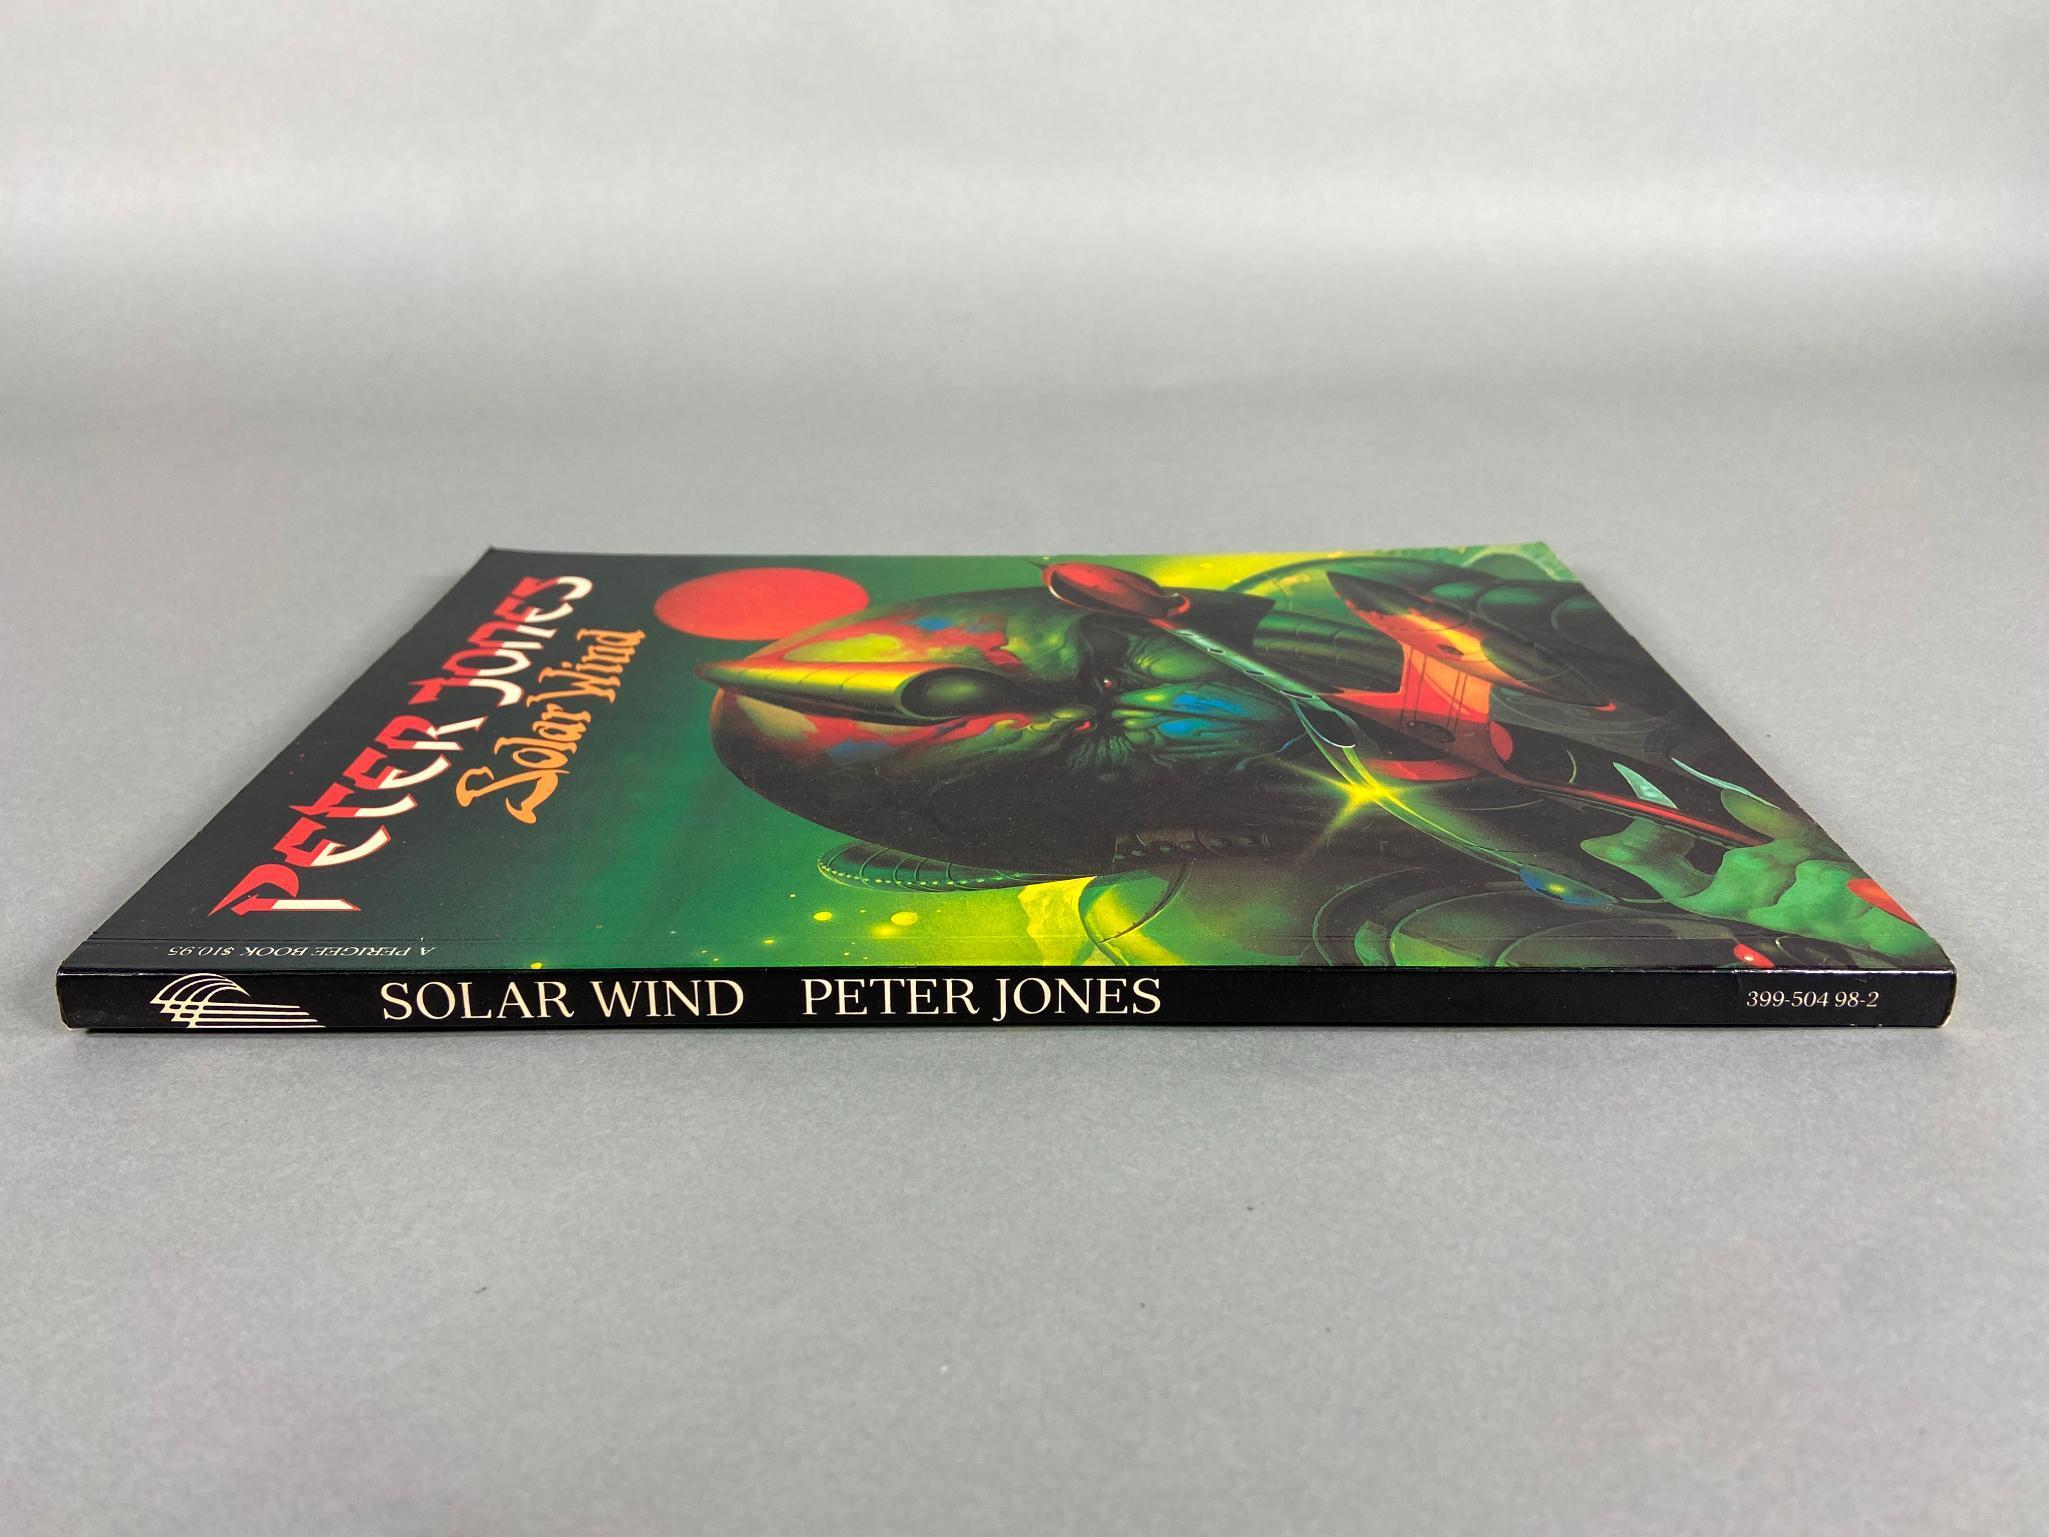 PETER JONES
Solar Wind
A PERIGEE BOOK $10.95
SOLAR WIND PETER JONES 399-504 98-2